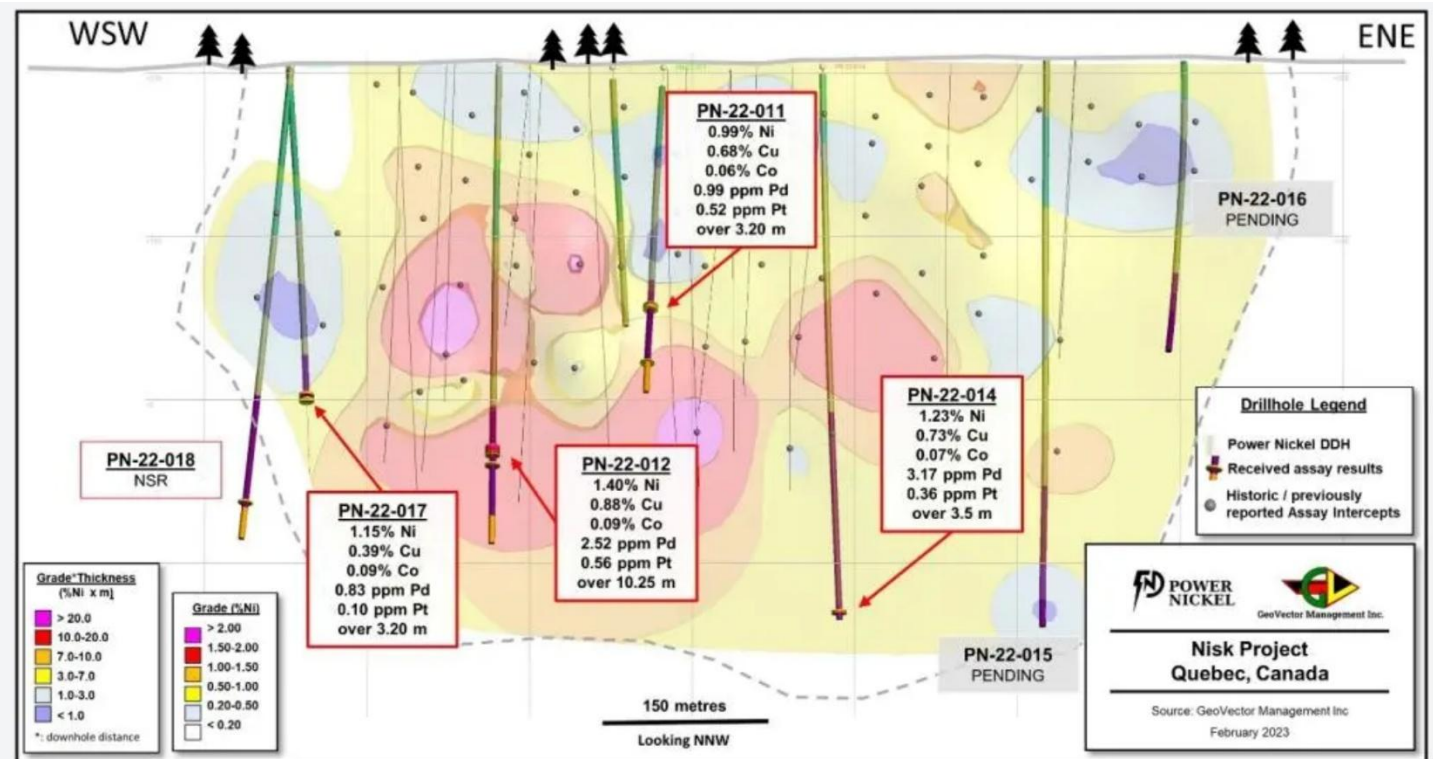 WSW
ENE
PN-22-011
0.99% Ni
0.68% Cu
0.06% Co
0.99 ppm Pd
0.52 ppm Pt
over 3.20 m
PN-22-016
PENDING
PN-22-014
1.23% Ni
0.73% Cu
0.07% Co
3.17 ppm Pd
0.36 ppm Pt
over 3.5 m
PN-22-018
NSR
PN-22-017
1.15% Ni
0.39% Cu
0.09% Co
0.83 ppm Pd
0.10 ppm Pt
over 3.20 m
PN-22-012
1.40% Ni
0.88% Cu
0.09% Co
2.52 ppm Pd
0.56 ppm Pt
over 10.25 m
PN-22-015
PENDING
Drillhole Legend
Power Nickel DDH
Received assay results
Historic / previously
reported Assay Intercepts
Grade*Thickness
(%Ni x m)
> 20.0
10.0-20.0
7.0-10.0
3.0-7.0
1.0-3.0
< 1.0
*: downhole distance
Grade (%Ni)
> 2.00
1.50-2.00
1.00-1.50
0.50-1.00
0.20-0.50
< 0.20
150 metres
Looking NNW
POWER
NICKEL
GeoVector Management Inc.
Nisk Project
Quebec, Canada
Source: GeoVector Management Inc
February 2023